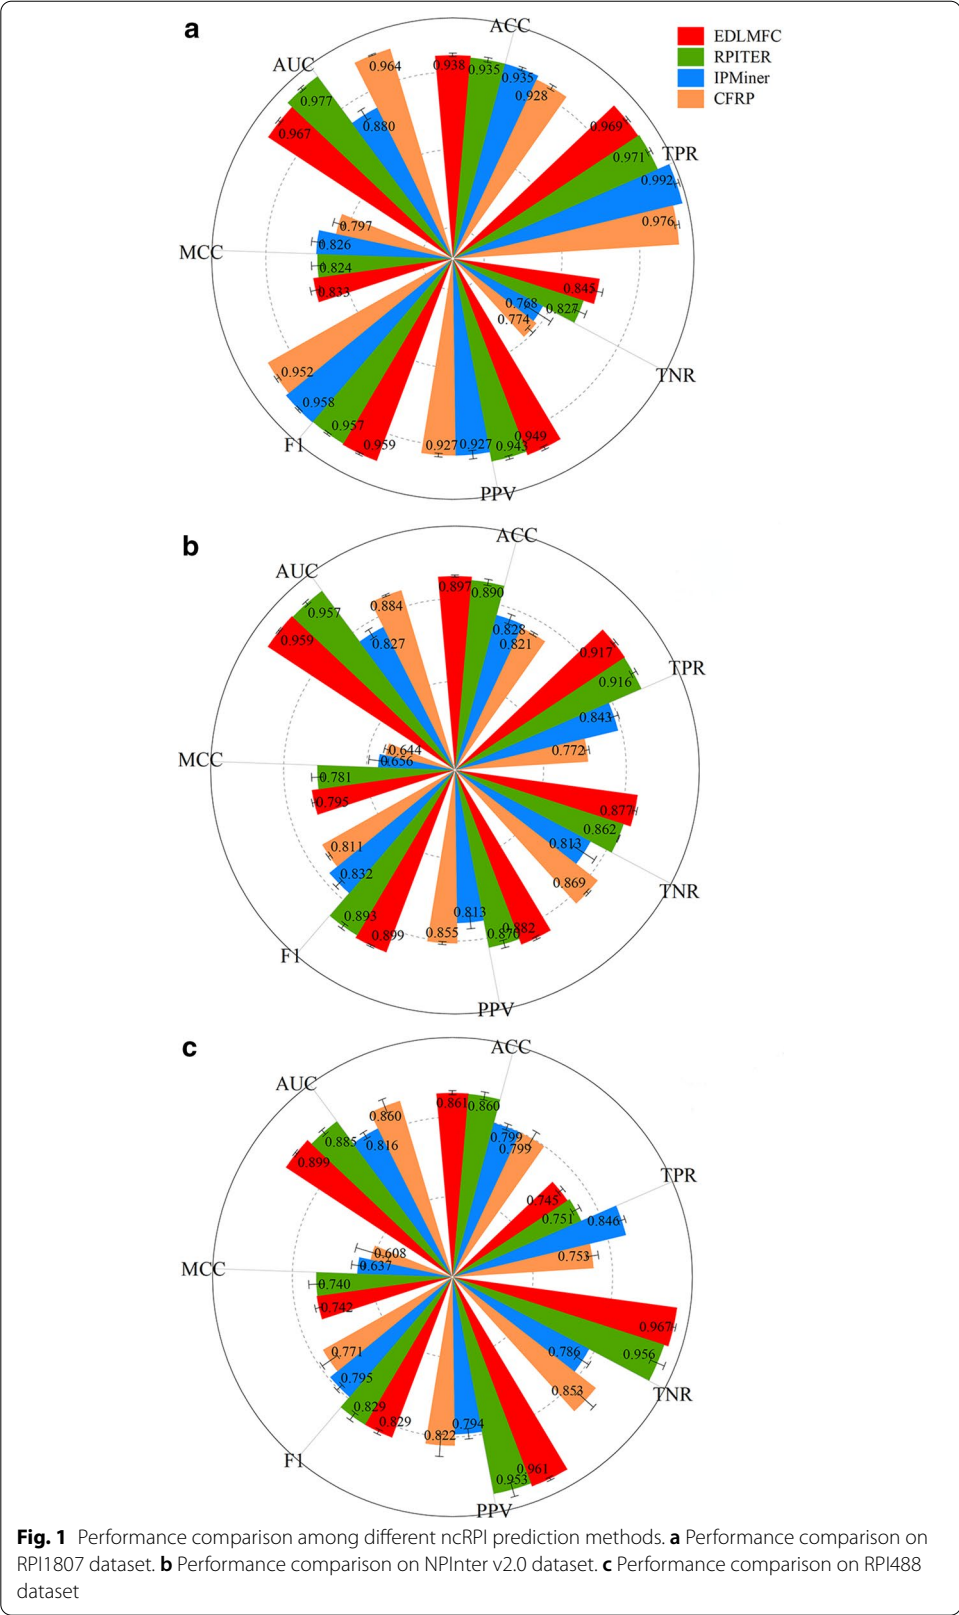 a
ACC
EDLMFC
RPITER
IPMiner
CFRP
AUC
0.964
0.938
0.935
0.935
0.928
0.977
0.967
0.880
0.969
TPR
0.971
0.992
0.976
MCC
0.797
0.826
0.824
0.833
0.845
0.827
0.768
0.774
TNR
0.952
0.958
0.957
0.959
F1
0.927
0.927
0.943
0.949
PPV
b
ACC
AUC
0.897
0.890
0.828
0.821
0.884
0.957
0.959
0.827
0.917
TPR
0.916
0.843
0.772
MCC
0.644
0.656
0.781
0.795
0.877
0.862
0.813
0.869
TNR
0.811
0.832
0.893
0.899
F1
0.855
0.813
0.882
PPV
c
ACC
AUC
0.861
0.860
0.799
0.799
0.860
0.885
0.899
0.816
TPR
0.745
0.751
0.846
0.753
MCC
0.608
0.637
0.740
0.742
0.967
0.956
0.786
0.853
TNR
0.771
0.795
0.829
0.829
F1
0.822
0.794
0.961
0.953
PPV
Fig. 1 Performance comparison among different ncRPI prediction methods. a Performance comparison on
RPI1807 dataset. b Performance comparison on NPInter v2.0 dataset. c Performance comparison on RPI488
dataset